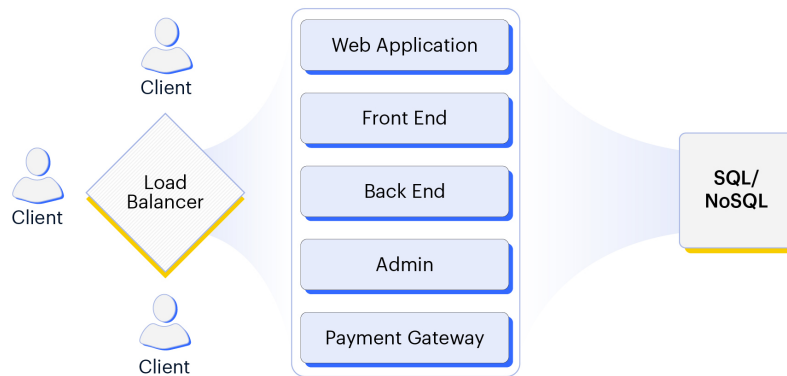 Client
Client
Client
Load
Balancer
Web Application
Front End
Back End
Admin
Payment Gateway
SQL/
NoSQL